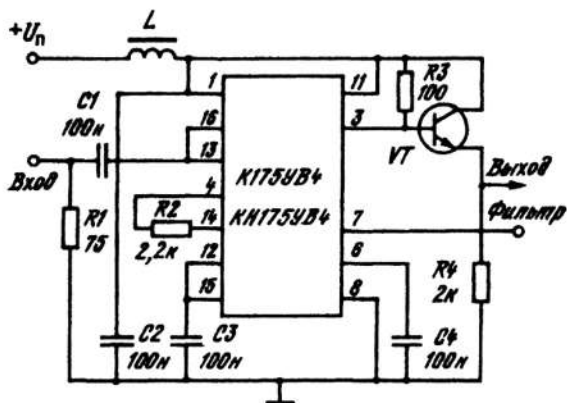 +Uп
L
C1
100н
Вход
R1
75
C2
100н
1
16
13
4
R2
14
2,2к
12
15
C3
100н
К175УВ4
КН175УВ4
11
3
7
6
8
R3
100
VT
Выход
Фильтр
R4
2к
C4
100н